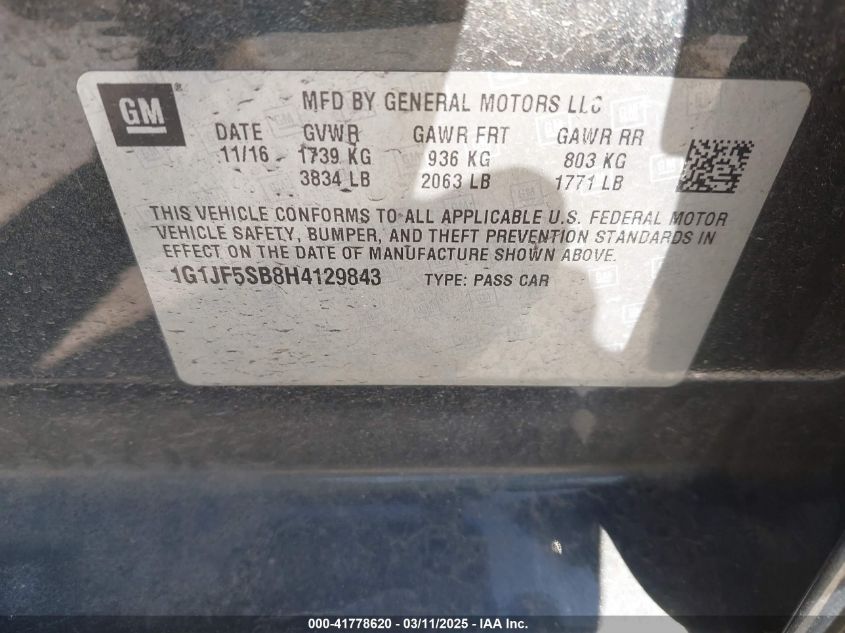 GM®
MFD BY GENERAL MOTORS LLC
DATE GVWR GAWR FRT GAWR RR
11/16 1739 KG 936 KG 803 KG
3834 LB 2063 LB 1771 LB
THIS VEHICLE CONFORMS TO ALL APPLICABLE U.S. FEDERAL MOTOR
VEHICLE SAFETY, BUMPER, AND THEFT PREVENTION STANDARDS IN
EFFECT ON THE DATE OF MANUFACTURE SHOWN ABOVE.
1G1JF5SB8H4129843 TYPE: PASS CAR
000-41778620 - 03/11/2025 - IAA Inc.